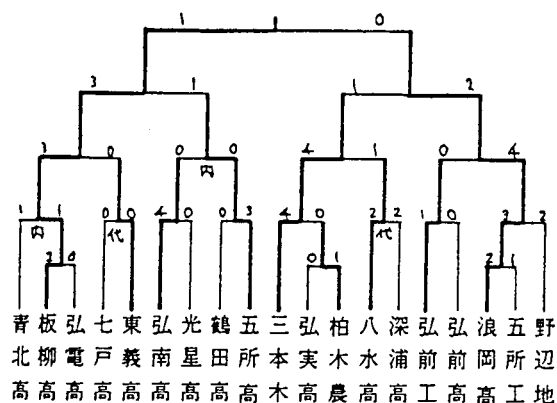 1 0
3 1 1 2
3 0 0 0 4 1 0 4
内
1 1 0 0 4 0 0 3 4 0 2 2 1 0 3 2
内 代 代
2 0 0 1 2 1
青北高
板柳高
弘電高
七戸高
東義高
弘南高
光星高
鶴田高
五所高
三本木
弘実高
柏木農
八水高
深浦高
弘前工
弘前高
浪岡高
五所工
野辺地